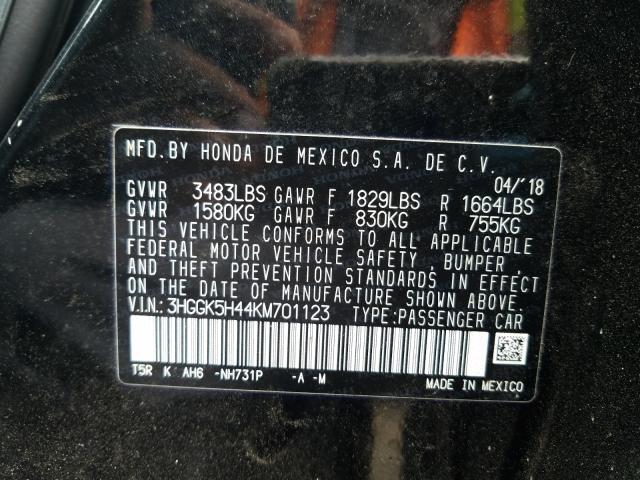 MFD.BY HONDA DE MEXICO S.A. DE C.V.
04/'18
GVWR 3483LBS GAWR F 1829LBS R 1664LBS
GVWR 1580KG GAWR F 830KG R 755KG
THIS VEHICLE CONFORMS TO ALL APPLICABLE
FEDERAL MOTOR VEHICLE SAFETY, BUMPER,
AND THEFT PREVENTION STANDARDS IN EFFECT
ON THE DATE OF MANUFACTURE SHOWN ABOVE.
V.I.N.: 3HGGK5H44KM701123 TYPE:PASSENGER CAR
T5R K AH6 -NH731P -A -M
MADE IN MEXICO